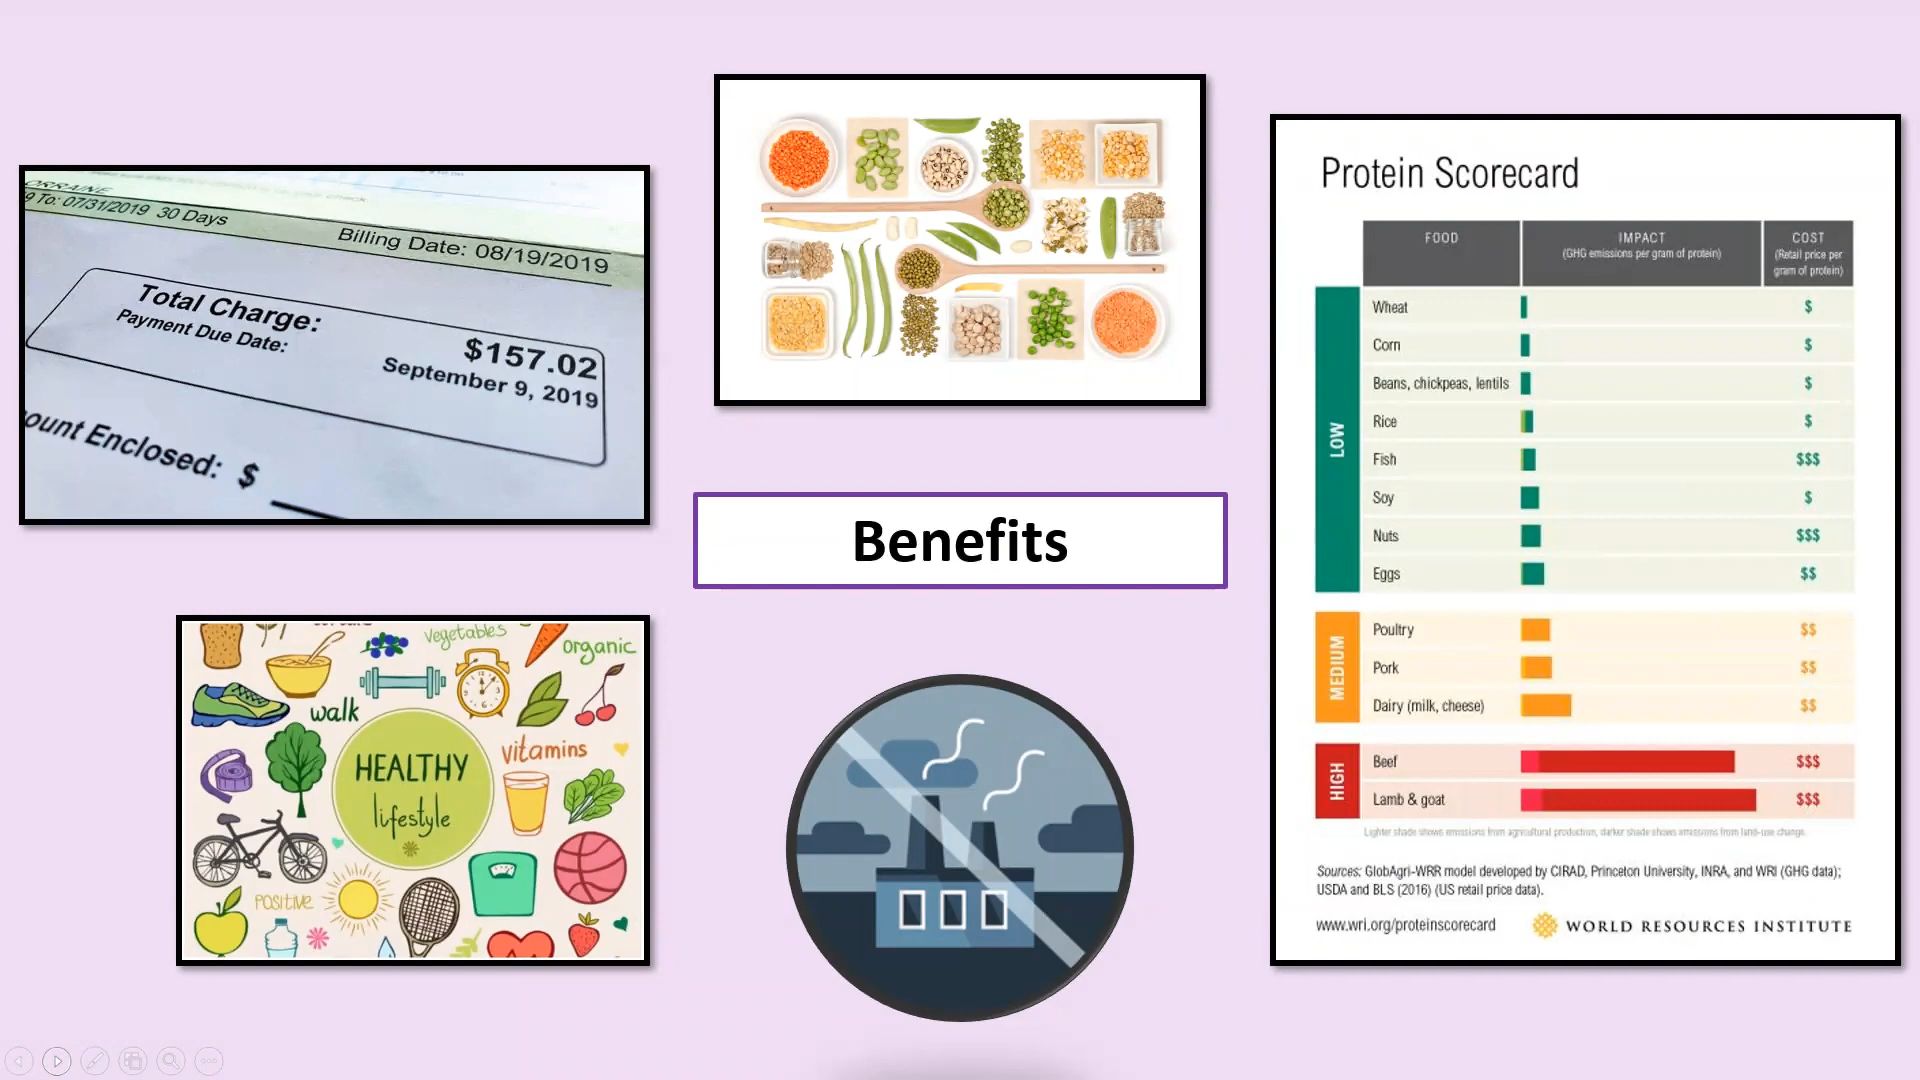 ORRAINE
To: 07/31/2019 30 Days
Billing Date: 08/19/2019
Total Charge:
Payment Due Date:
$157.02
September 9, 2019
ount Enclosed: $
vegetables
organic
walk
HEALTHY
lifestyle
vitamins
POSITIVE
Benefits
Protein Scorecard
FOOD
IMPACT
(GHG emissions per gram of protein)
COST
(Retail price per
gram of protein)
LOW
Wheat $
Corn $
Beans, chickpeas, lentils $
Rice $
Fish $$$
Soy $
Nuts $$$
Eggs $$
MEDIUM
Poultry $$
Pork $$
Dairy (milk, cheese) $$
HIGH
Beef $$$
Lamb & goat $$$
Lighter shade shows emissions from agricultural production, darker shade shows emissions from land-use change.
Sources: GlobAgri-WRR model developed by CIRAD, Princeton University, INRA, and WRI (GHG data);
USDA and BLS (2016) (US retail price data).
www.wri.org/proteinscorecard
WORLD RESOURCES INSTITUTE